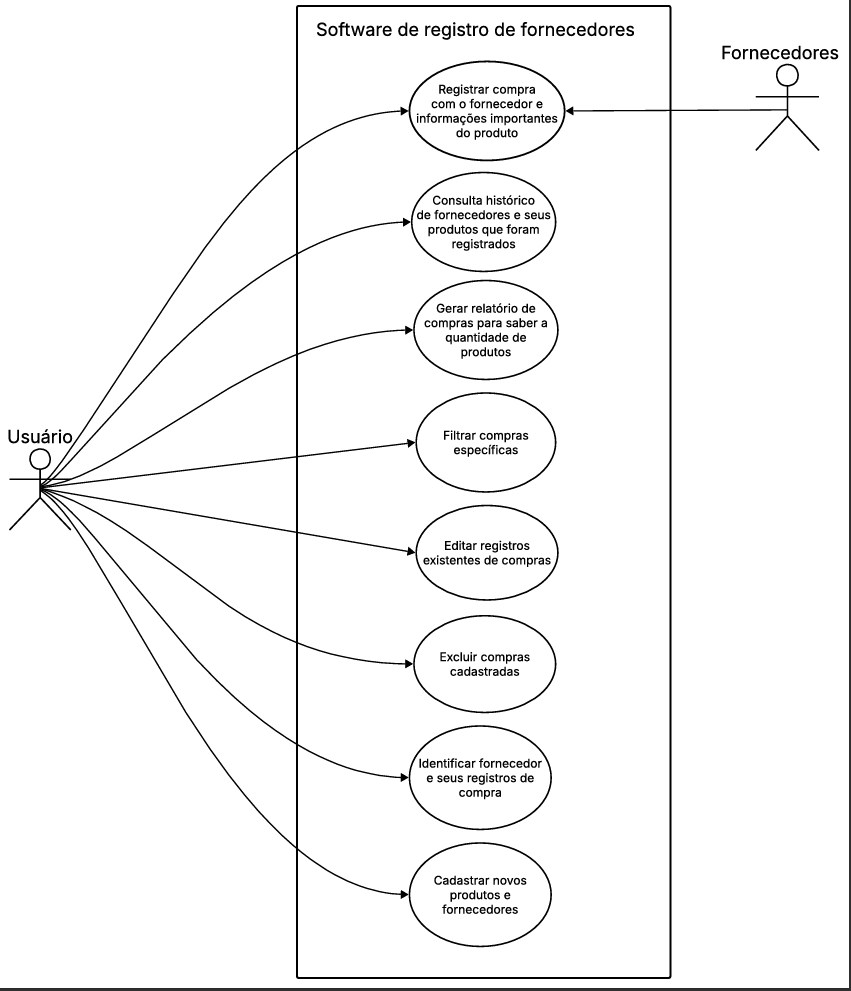 Software de registro de fornecedores
Fornecedores
Registrar compra
com o fornecedor e
informações importantes
do produto
Consulta histórico
de fornecedores e seus
produtos que foram
registrados
Gerar relatório de
compras para saber a
quantidade de
produtos
Usuário
Filtrar compras
específicas
Editar registros
existentes de compras
Excluir compras
cadastradas
Identificar fornecedor
e seus registros de
compra
Cadastrar novos
produtos e
fornecedores